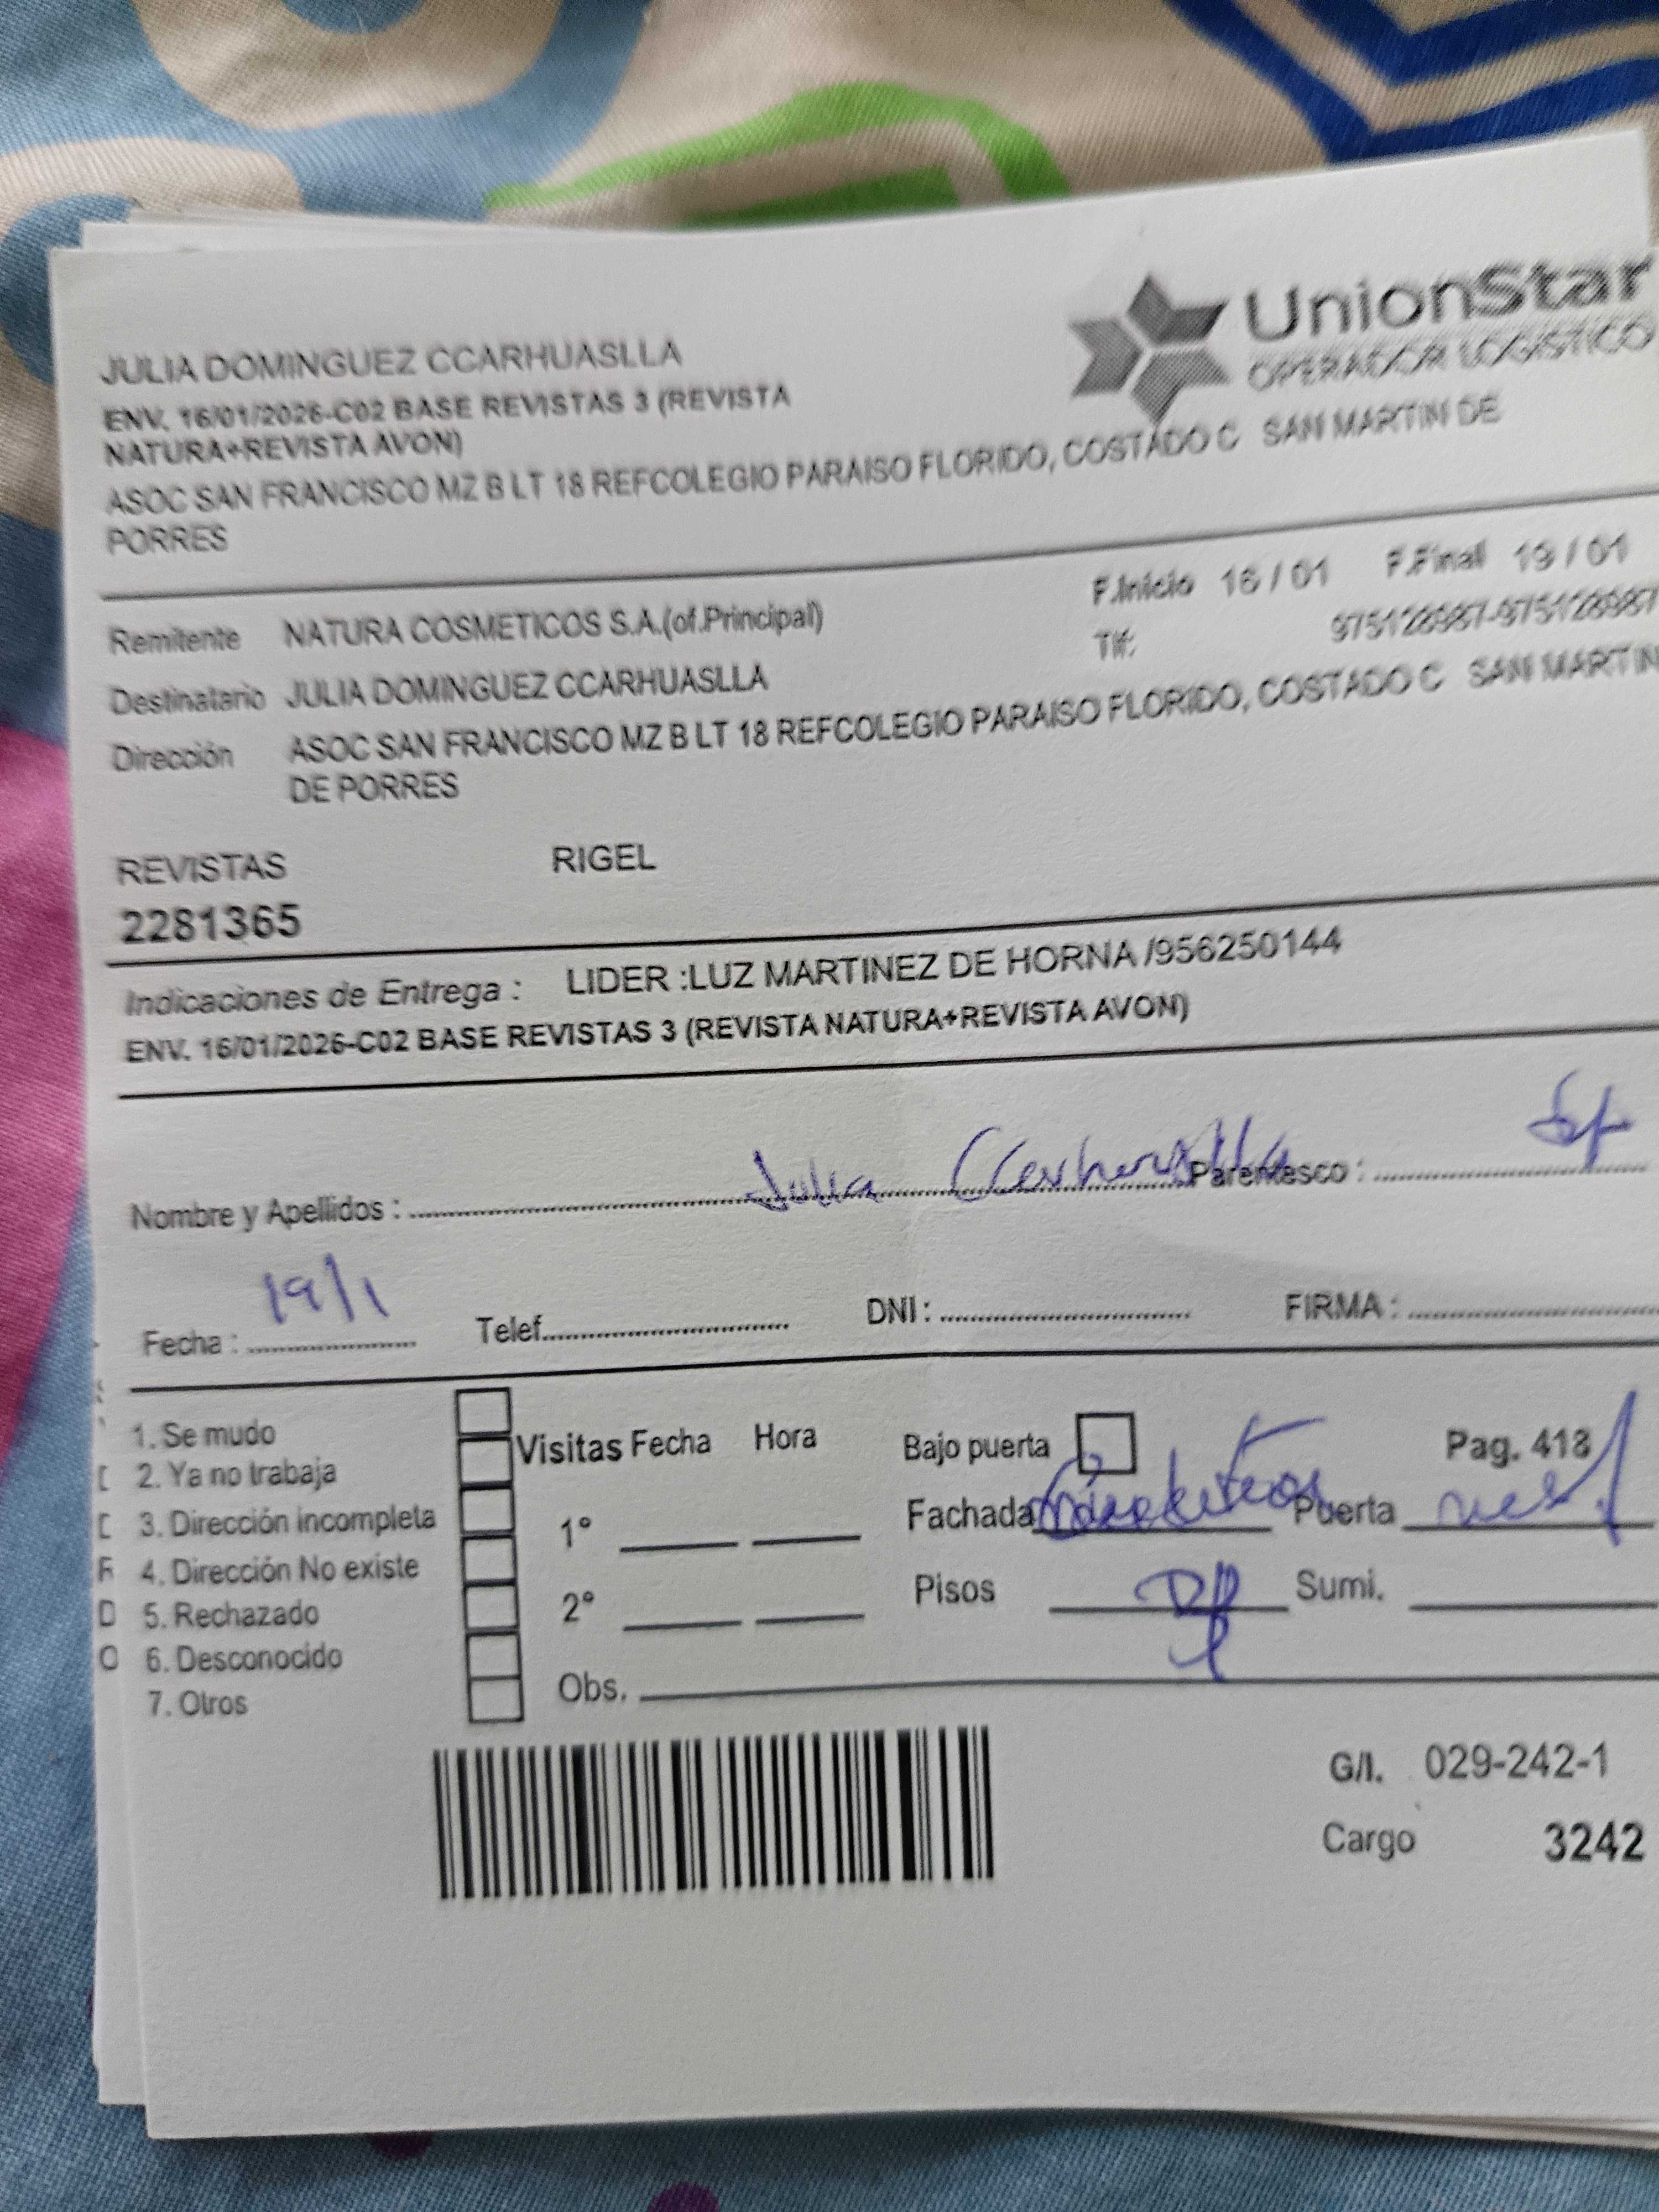 UnionStar
OPERADOR LOGISTICO
JULIA DOMINGUEZ CCARHUASLLA
ENV. 16/01/2026-C02 BASE REVISTAS 3 (REVISTA
NATURA+REVISTA AVON)
ASOC SAN FRANCISCO MZ B LT 18 REFCOLEGIO PARAISO FLORIDO, COSTADO C SAN MARTIN DE
PORRES
F.Inicio 16 / 01 F.Final 19 / 01
Remitente NATURA COSMETICOS S.A.(of.Principal)
Tlf: 975128987-975128987
Destinatario JULIA DOMINGUEZ CCARHUASLLA
Dirección ASOC SAN FRANCISCO MZ B LT 18 REFCOLEGIO PARAISO FLORIDO, COSTADO C SAN MARTIN
DE PORRES
REVISTAS RIGEL
2281365
Indicaciones de Entrega : LIDER :LUZ MARTINEZ DE HORNA /956250144
ENV. 16/01/2026-C02 BASE REVISTAS 3 (REVISTA NATURA+REVISTA AVON)
Nombre y Apellidos : Julia Parentesco :
Fecha : 19/1 Telef. DNI : FIRMA :
1. Se mudo
2. Ya no trabaja
3. Dirección incompleta
4. Dirección No existe
5. Rechazado
6. Desconocido
7. Otros
Visitas Fecha Hora
1°
2°
Obs.
Bajo puerta Pag. 418
Fachada Puerta
Pisos Sumi.
G/I. 029-242-1
Cargo 3242